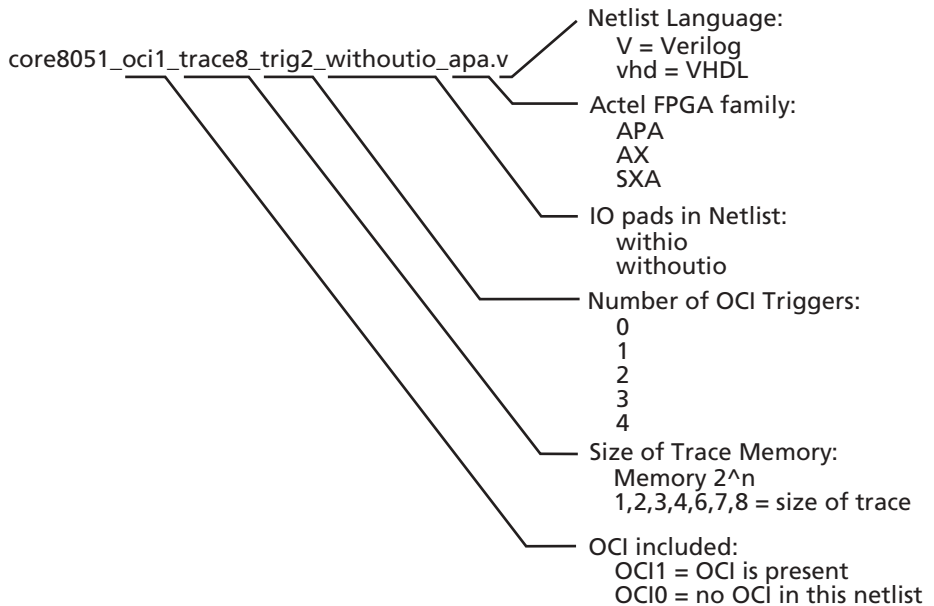 Netlist Language:
V = Verilog
vhd = VHDL
core8051_oci1_trace8_trig2_withoutio_apa.v
Actel FPGA family:
APA
AX
SXA
IO pads in Netlist:
withio
withoutio
Number of OCI Triggers:
0
1
2
3
4
Size of Trace Memory:
Memory 2^n
1,2,3,4,6,7,8 = size of trace
OCI included:
OCI1 = OCI is present
OCI0 = no OCI in this netlist